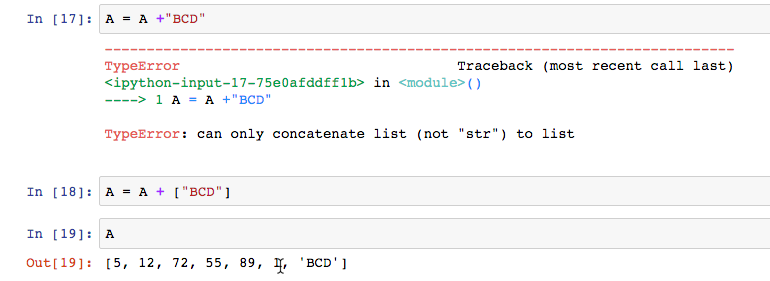 In [17]: A = A +"BCD"
---------------------------------------------------------------------------
TypeError                                 Traceback (most recent call last)
<ipython-input-17-75e0afddff1b> in <module>()
----> 1 A = A +"BCD"
TypeError: can only concatenate list (not "str") to list
In [18]: A = A + ["BCD"]
In [19]: A
Out[19]: [5, 12, 72, 55, 89, , 'BCD']